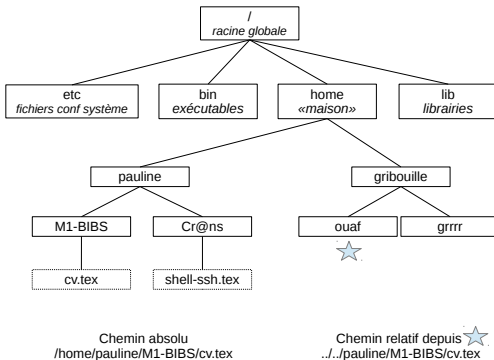 /
racine globale
etc
fichiers conf système
bin
exécutables
home
«maison»
lib
librairies
pauline
gribouille
M1-BIBS
Cr@ns
ouaf
grrrr
cv.tex
shell-ssh.tex
Chemin absolu
/home/pauline/M1-BIBS/cv.tex
Chemin relatif depuis
../../pauline/M1-BIBS/cv.tex